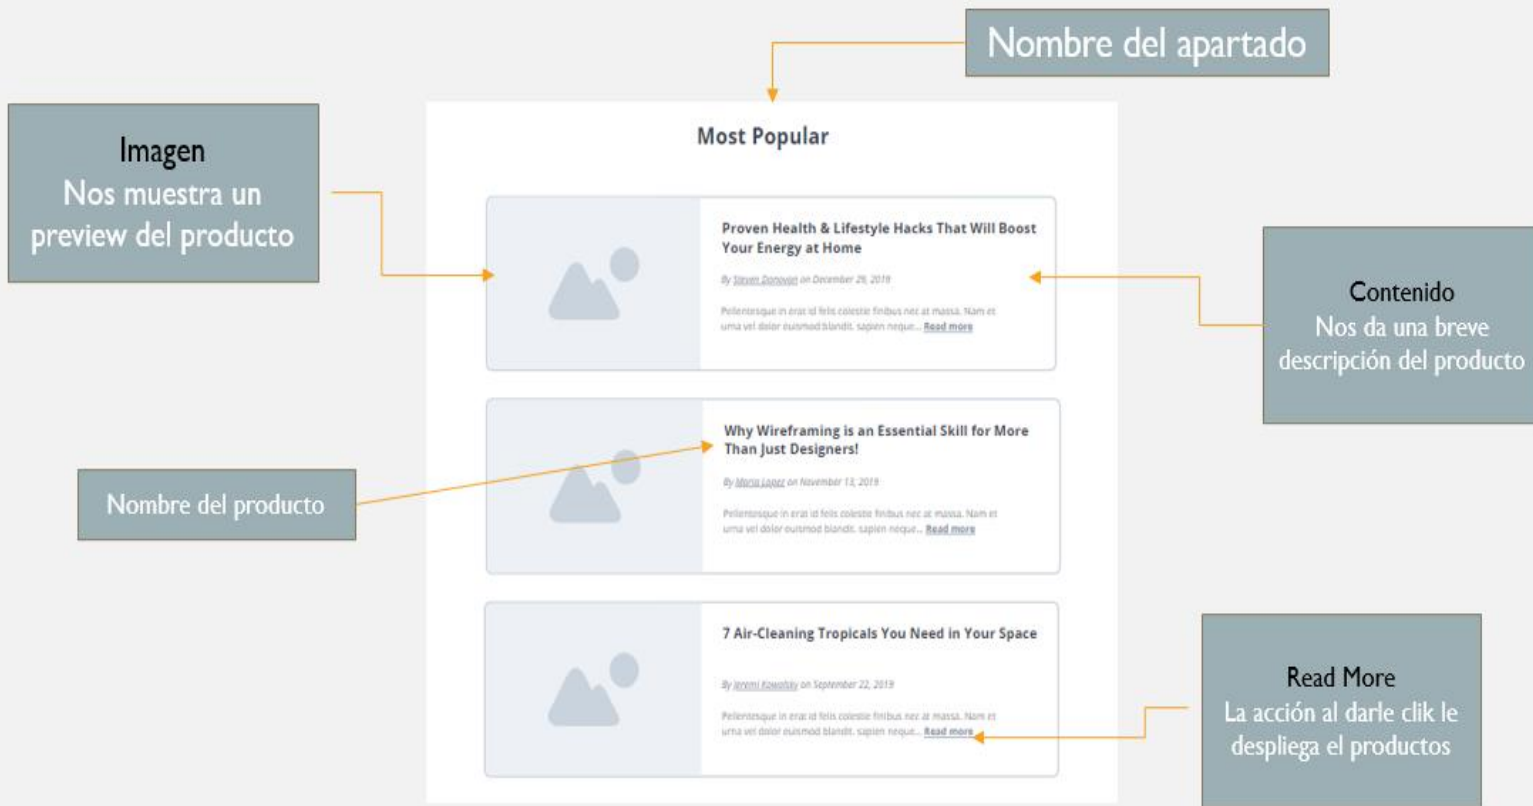 Nombre del apartado
Imagen
Nos muestra un
preview del producto
Most Popular
Proven Health & Lifestyle Hacks That Will Boost
Your Energy at Home
By Steven Donovan on December 29, 2019
Pellentesque in erat id felis colestie finibus nec at massa. Nam et
urna vel dolor euismod blandit. sapien neque... Read more
Contenido
Nos da una breve
descripción del producto
Why Wireframing is an Essential Skill for More
Than Just Designers!
By Maria Lopez on November 13, 2019
Pellentesque in erat id felis colestie finibus nec at massa. Nam et
urna vel dolor euismod blandit. sapien neque... Read more
Nombre del producto
7 Air-Cleaning Tropicals You Need in Your Space
By Jeremi Kowalsky on September 22, 2019
Pellentesque in erat id felis colestie finibus nec at massa. Nam et
urna vel dolor euismod blandit. sapien neque... Read more
Read More
La acción al darle clik le
despliega el productos